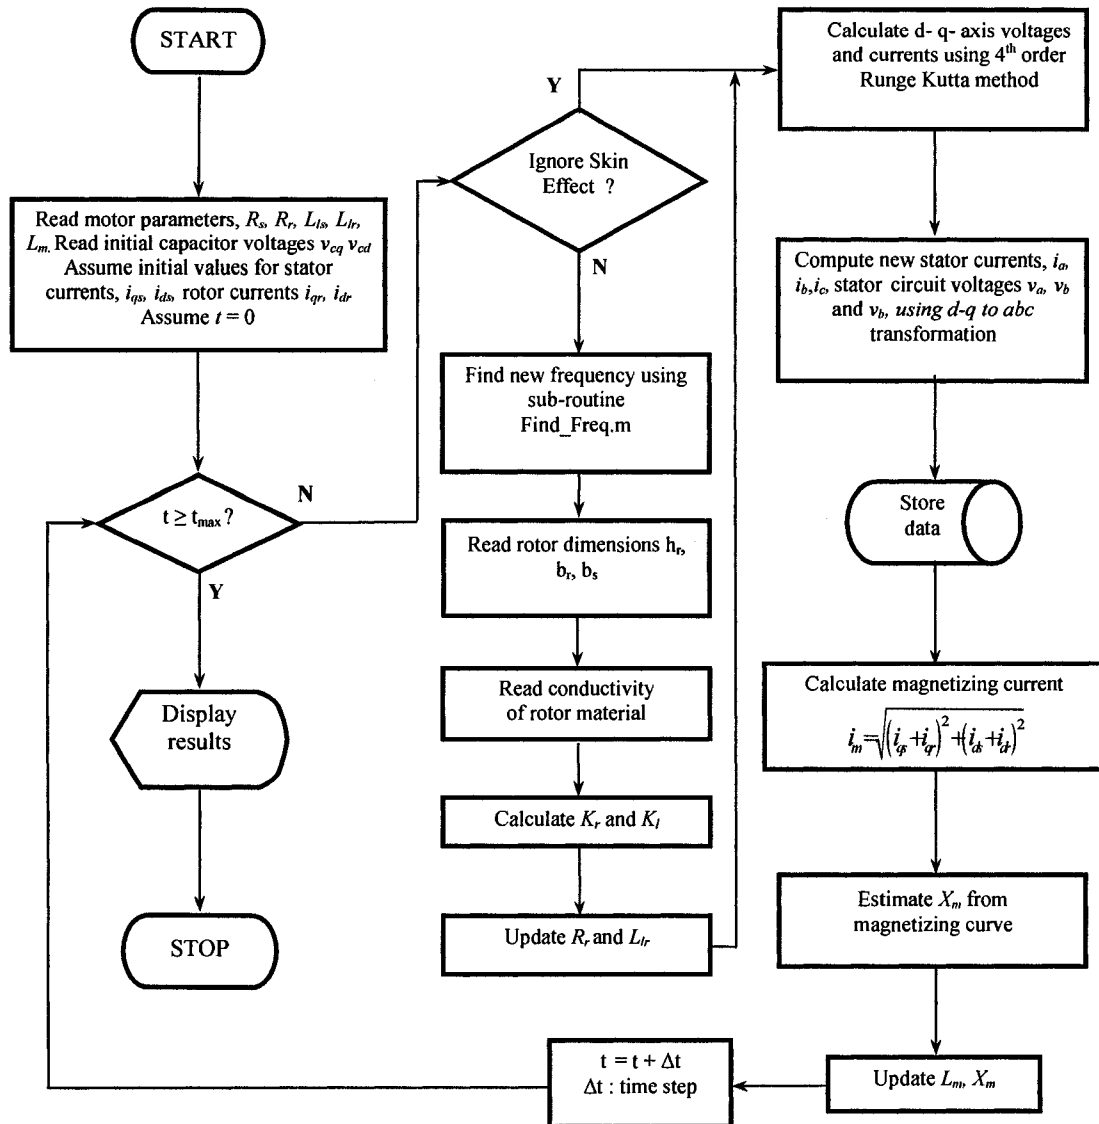 START
Read motor parameters, Rs, Rr, Lls, Llr,
Lm. Read initial capacitor voltages vcq vcd
Assume initial values for stator
currents, iqs, ids, rotor currents iqr, idr
Assume t = 0
t ≥ tmax?
N
Y
Display
results
STOP
Y
Ignore Skin
Effect ?
N
Find new frequency using
sub-routine
Find_Freq.m
Read rotor dimensions hr,
br, bs
Read conductivity
of rotor material
Calculate Kr and Kl
Update Rr and Llr
Calculate d- q- axis voltages
and currents using 4th order
Runge Kutta method
Compute new stator currents, ia,
ib,ic, stator circuit voltages va, vb
and vb, using d-q to abc
transformation
Store
data
Calculate magnetizing current
im=√((iqs+iqr)²+(ids+idr)²)
Estimate Xm from
magnetizing curve
Update Lm, Xm
t = t + Δt
Δt : time step